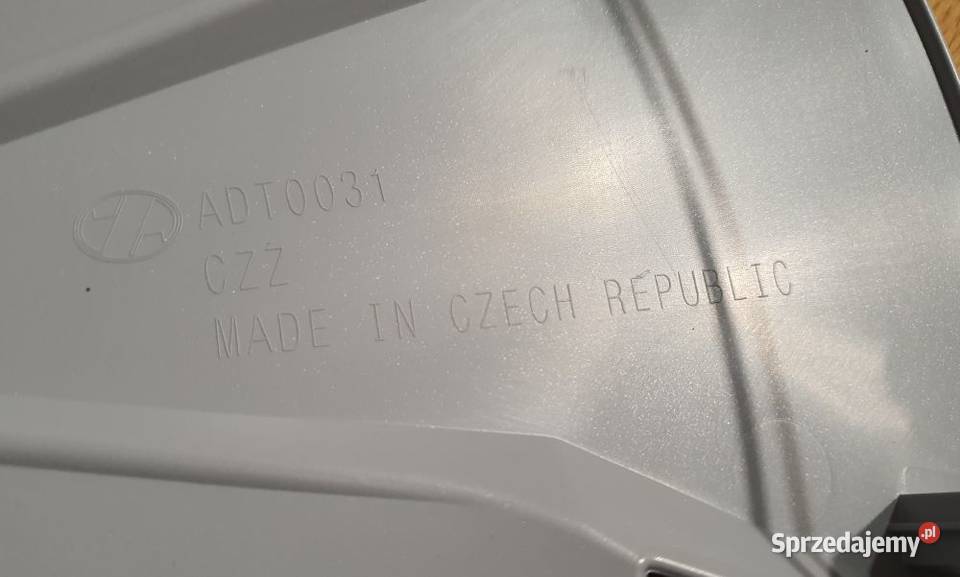 ADT0031
CZZ
MADE IN CZECH REPUBLIC
Sprzedajemy.pl